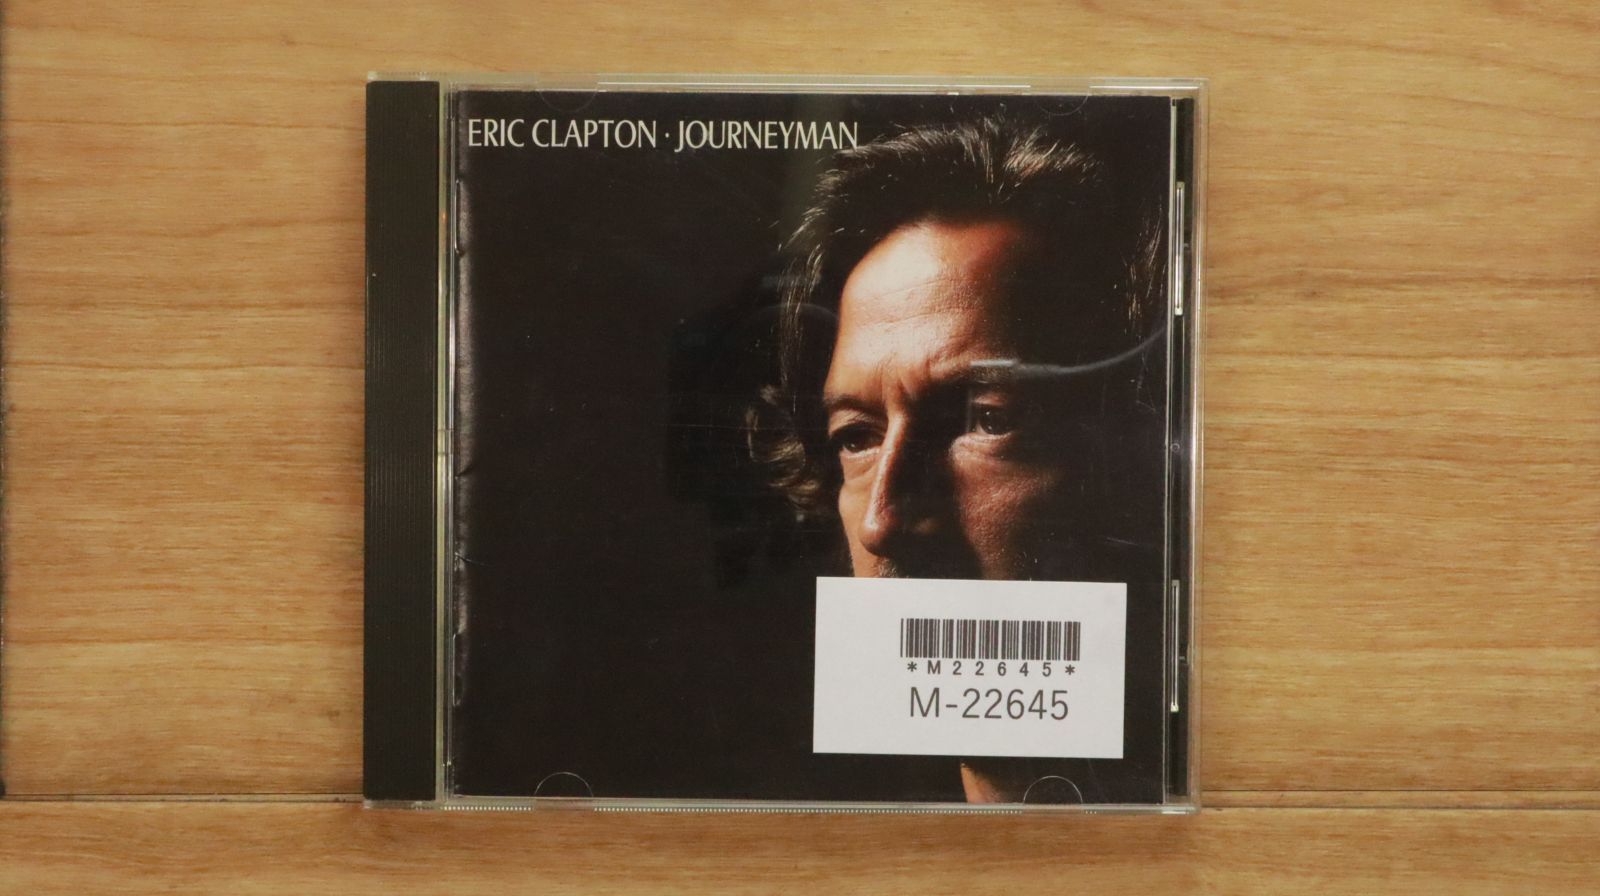 ERIC CLAPTON · JOURNEYMAN
*M22645*
M-22645